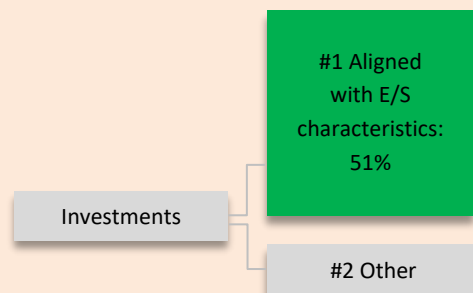 #1 Aligned
with E/S
characteristics:
51%
Investments
#2 Other